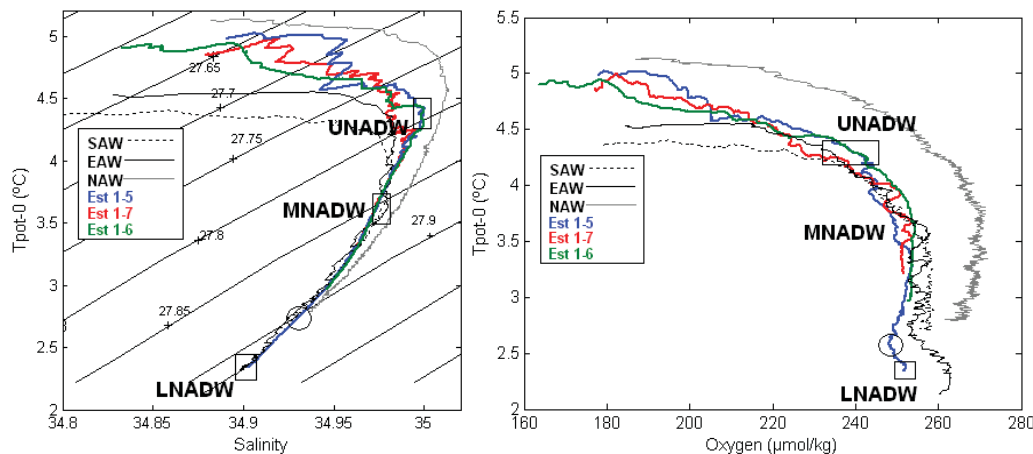 5
4.5
4
3.5
3
2.5
2
Tpot-0 (ºC)
34.8
34.85
34.9
34.95
35
Salinity
27.65
27.7
27.75
27.8
27.85
27.9
UNADW
MNADW
LNADW
SAW
EAW
NAW
Est 1-5
Est 1-7
Est 1-6
5.5
5
4.5
4
3.5
3
2.5
2
Tpot-0 (ºC)
160
180
200
220
240
260
280
Oxygen (µmol/kg)
UNADW
MNADW
LNADW
SAW
EAW
NAW
Est 1-5
Est 1-7
Est 1-6